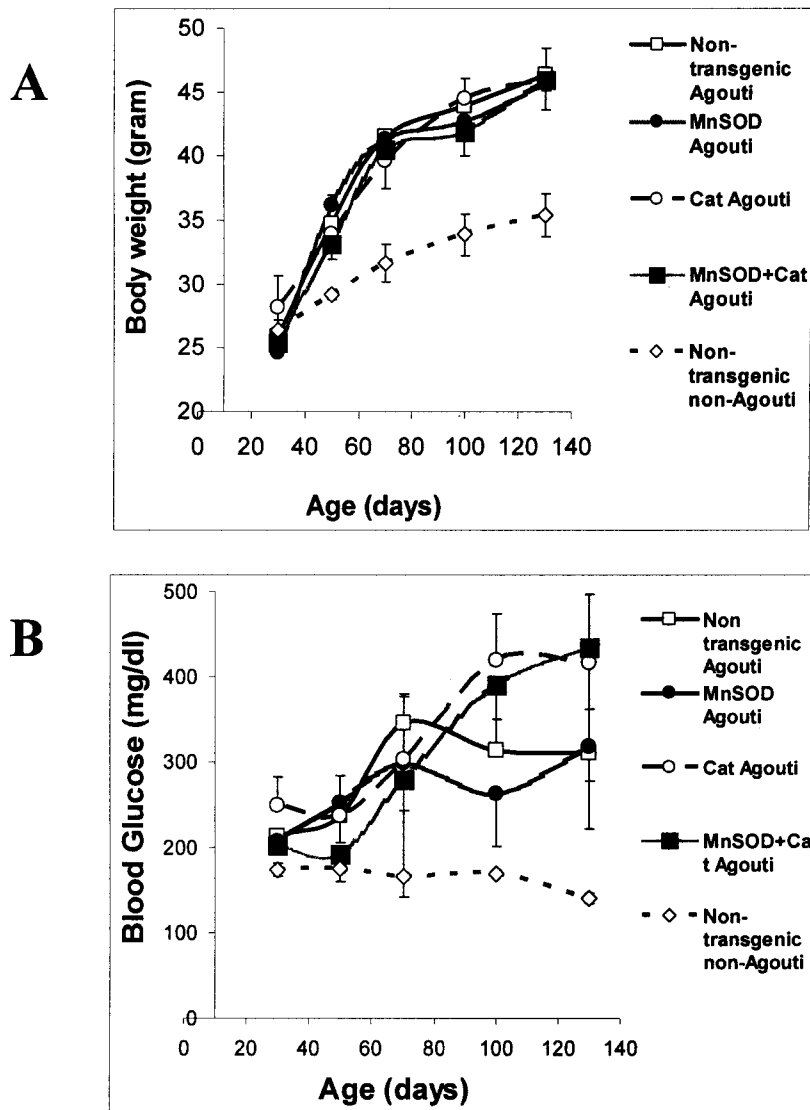 A
Body weight (gram)
50
45
40
35
30
25
20
0 20 40 60 80 100 120 140
Age (days)
Non-
transgenic
Agouti
MnSOD
Agouti
Cat Agouti
MnSOD+Cat
Agouti
Non-
transgenic
non-Agouti
B
Blood Glucose (mg/dl)
500
400
300
200
100
0
0 20 40 60 80 100 120 140
Age (days)
Non
transgenic
Agouti
MnSOD
Agouti
Cat Agouti
MnSOD+Ca
t Agouti
Non-
transgenic
non-Agouti